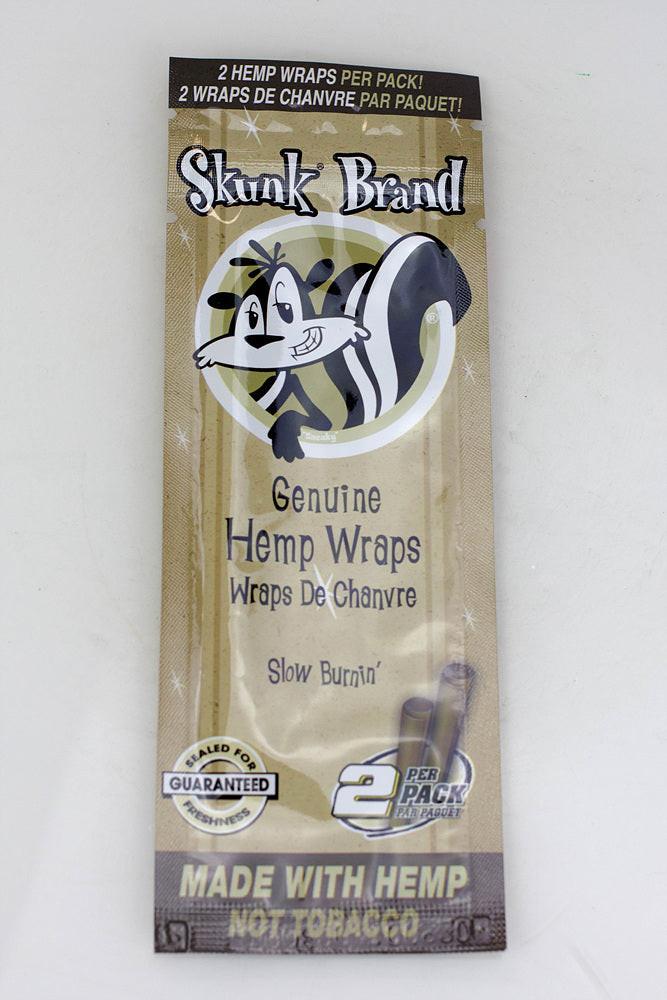 2 HEMP WRAPS PER PACK!
2 WRAPS DE CHANVRE PAR PAQUET!
Skunk® Brand
®
"Sneaky"
Genuine
Hemp Wraps
Wraps De Chanvre
Slow Burnin'
SEALED FOR
GUARANTEED
FRESHNESS
2 PER
PACK
PAR PAQUET
MADE WITH HEMP
NOT TOBACCO